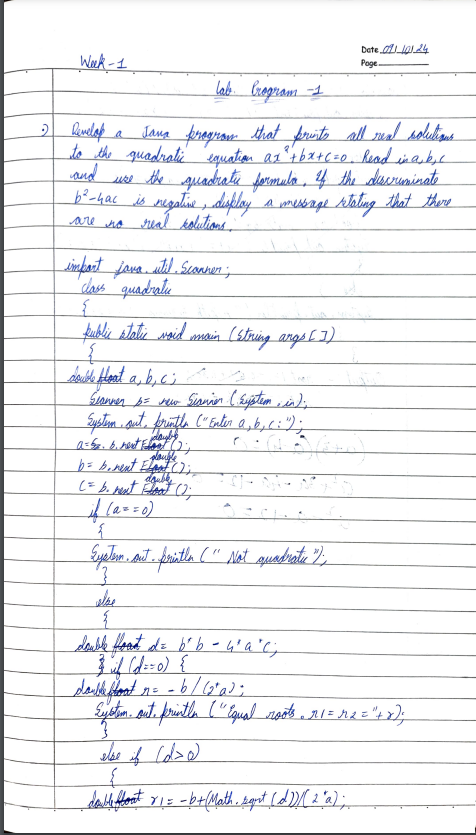 Date 09/10/24
Week-1
Page
Lab Program -1
Develop a Java program that prints all real solutions
to the quadratic equation ax²+bx+c=0. Read in a, b, c
and use the quadratic formula. If the discriminate
b²-4ac is negative, display a message stating that there
are no real solutions.
import java.util.Scanner;
class quadratic
{
public static void main (String args[])
{
double float a, b, c;
Scanner s= new Scanner (System.in);
System.out.println ("Enter a, b, c:");
double
a= s.next Float ();
double
b= s.next Float ();
double
c= s.next Float ();
if (a==0)
{
System.out.println (" Not quadratic");
}
else
{
double float d= b*b - 4*a*c;
if (d==0) {
double float r= -b/(2*a);
System.out.println ("Equal roots. r1=r2="+r);
}
else if (d>0)
{
double float r1= -b+(Math.sqrt (d))/(2*a);